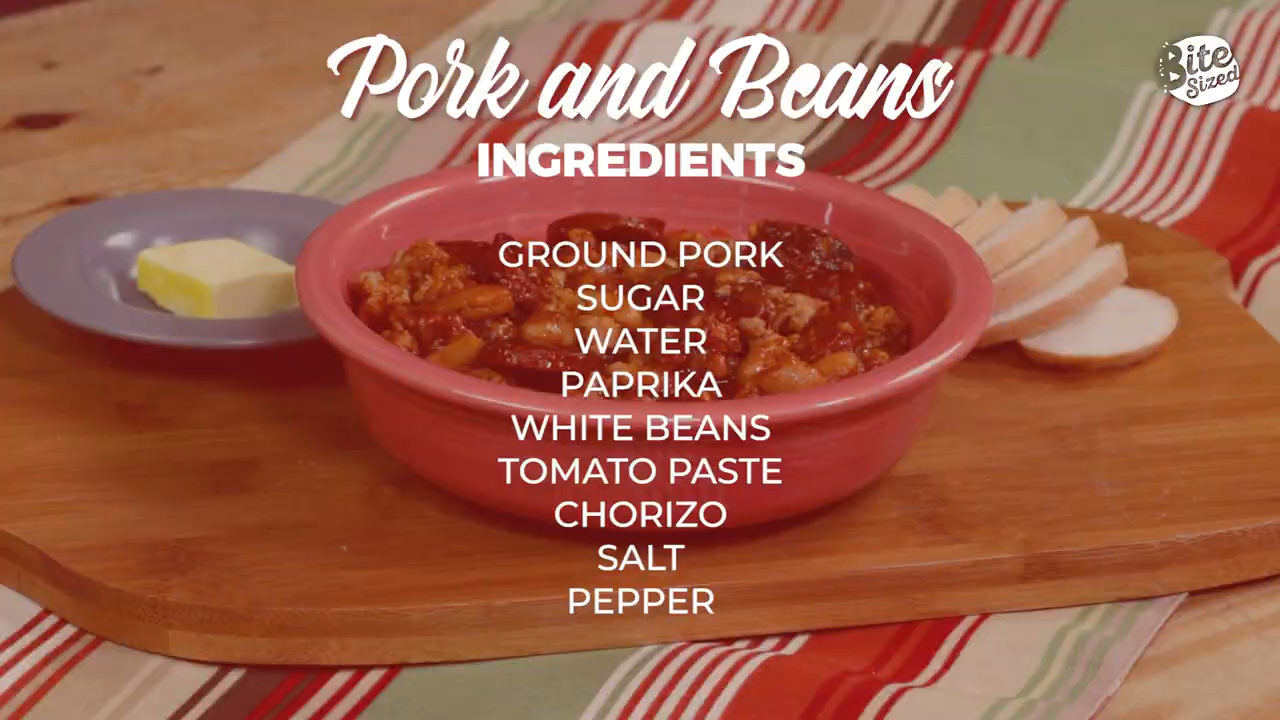 Pork and Beans
Bite
Sized
INGREDIENTS
GROUND PORK
SUGAR
WATER
PAPRIKA
WHITE BEANS
TOMATO PASTE
CHORIZO
SALT
PEPPER